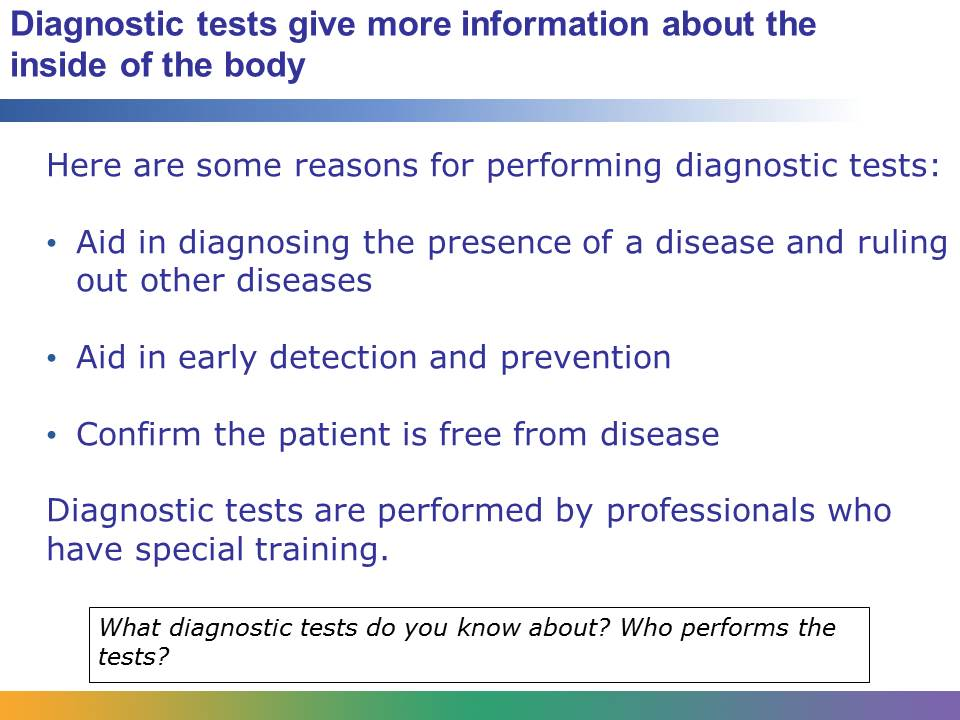 Diagnostic tests give more information about the
inside of the body
Here are some reasons for performing diagnostic tests:
• Aid in diagnosing the presence of a disease and ruling
out other diseases
• Aid in early detection and prevention
• Confirm the patient is free from disease
Diagnostic tests are performed by professionals who
have special training.
What diagnostic tests do you know about? Who performs the
tests?